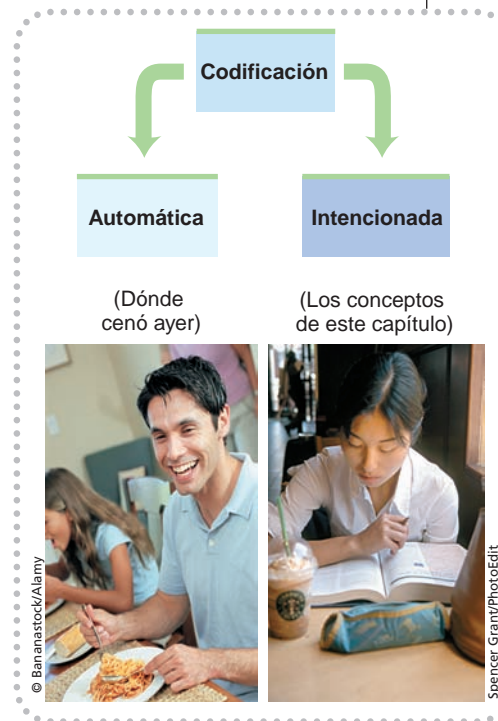 Codificación
Automática
Intencionada
(Dónde
cenó ayer)
(Los conceptos
de este capítulo)
© Bananastock/Alamy
Spencer Grant/PhotoEdit